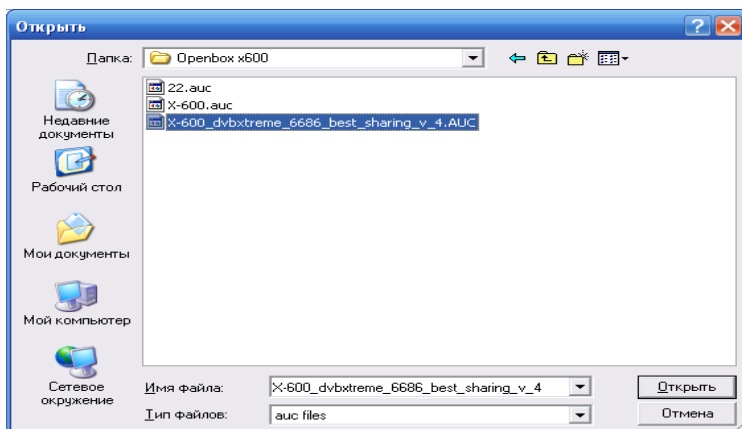 Открыть
Папка: Openbox x600
22.auc
X-600.auc
X-600_dvbxtreme_6686_best_sharing_v_4.AUC
Недавние
документы
Рабочий стол
Мои документы
Мой компьютер
Сетевое
окружение
Имя файла: X-600_dvbxtreme_6686_best_sharing_v_4 Открыть
Тип файлов: auc files Отмена